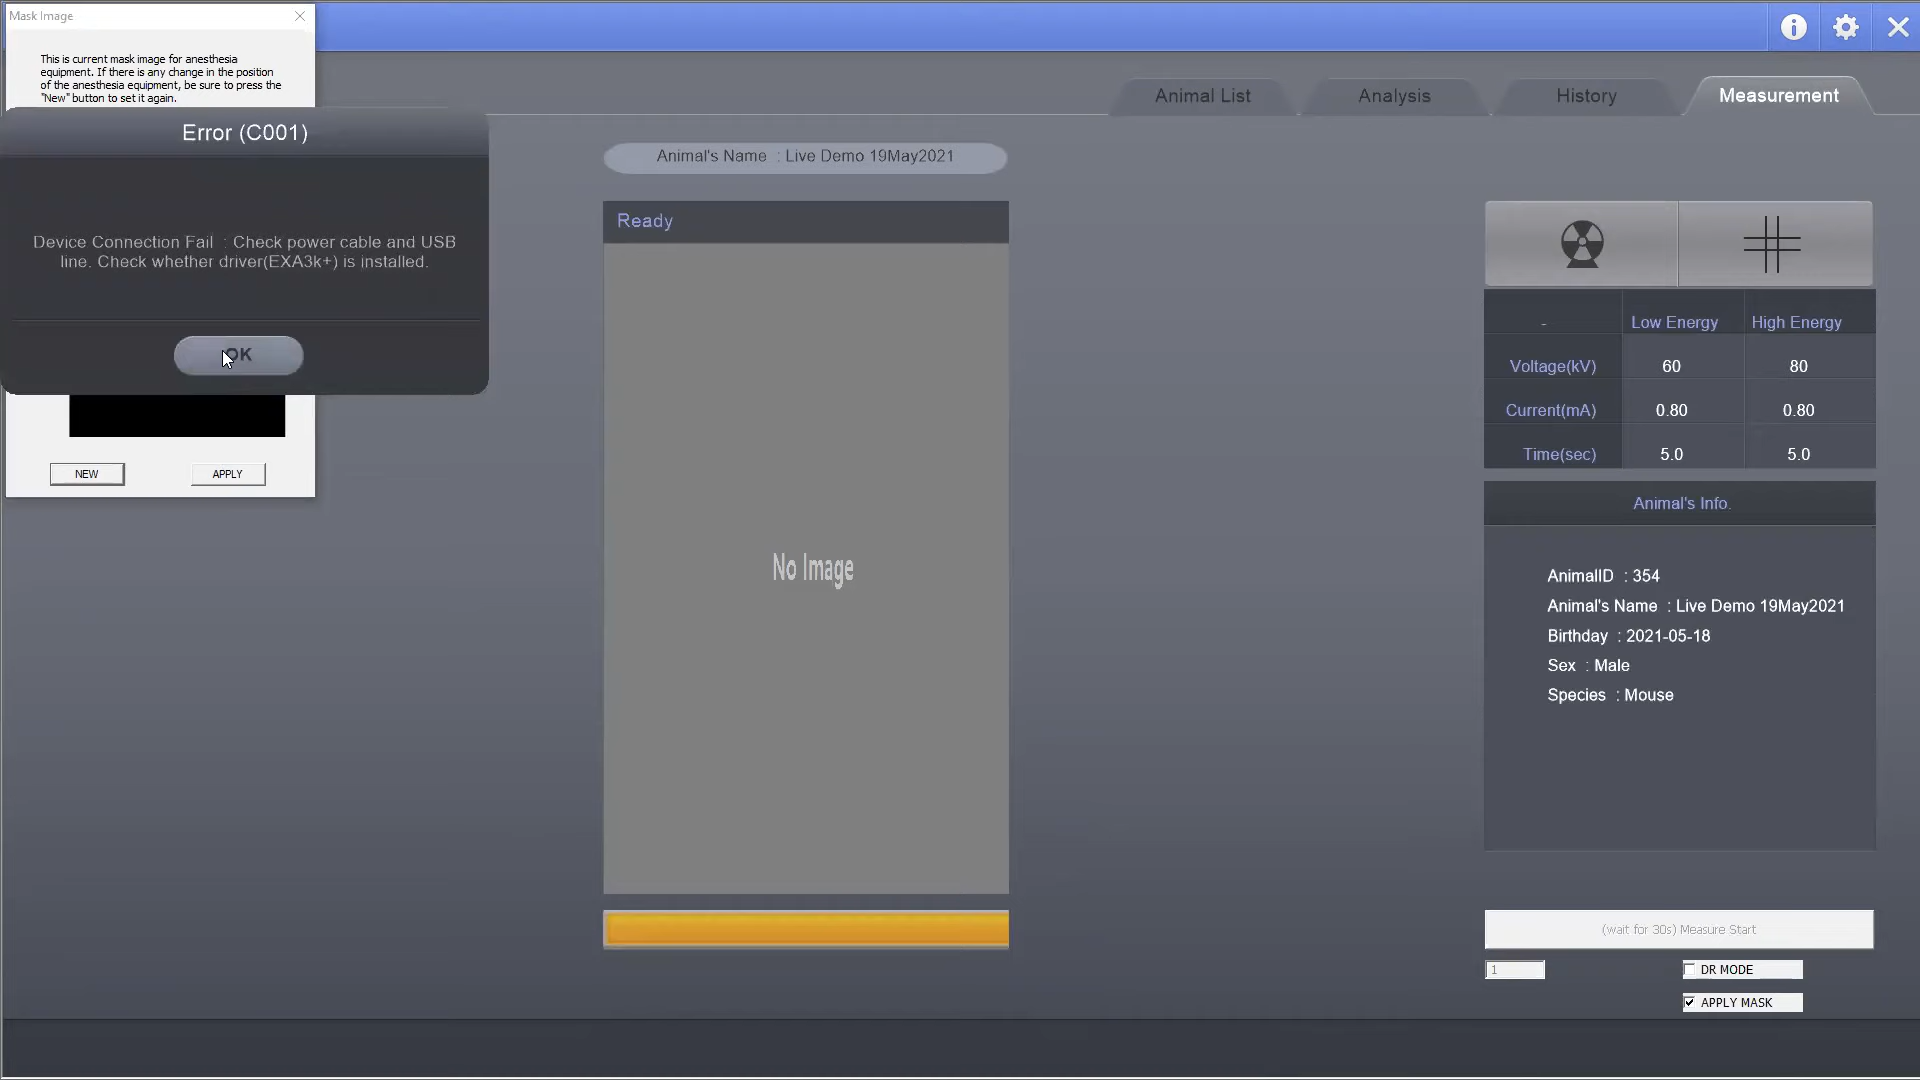 Mask Image
This is current mask image for anesthesia
equipment. If there is any change in the position
of the anesthesia equipment, be sure to press the
"New" button to set it again.
Error (C001)
Device Connection Fail : Check power cable and USB
line. Check whether driver(EXA3k+) is installed.
OK
NEW
APPLY
Animal List
Analysis
History
Measurement
Animal's Name : Live Demo 19May2021
Ready
No Image
- Low Energy High Energy
Voltage(kV) 60 80
Current(mA) 0.80 0.80
Time(sec) 5.0 5.0
Animal's Info.
AnimalID : 354
Animal's Name : Live Demo 19May2021
Birthday : 2021-05-18
Sex : Male
Species : Mouse
(wait for 30s) Measure Start
1
DR MODE
APPLY MASK